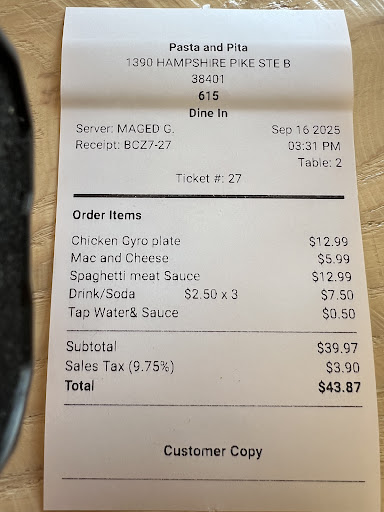 Pasta and Pita
1390 HAMPSHIRE PIKE STE B
38401
615
Dine In
Server: MAGED G. Sep 16 2025
Receipt: BCZ7-27 03:31 PM
Table: 2
Ticket #: 27
Order Items
Chicken Gyro plate $12.99
Mac and Cheese $5.99
Spaghetti meat Sauce $12.99
Drink/Soda $2.50 x 3 $7.50
Tap Water& Sauce $0.50
Subtotal $39.97
Sales Tax (9.75%) $3.90
Total $43.87
Customer Copy